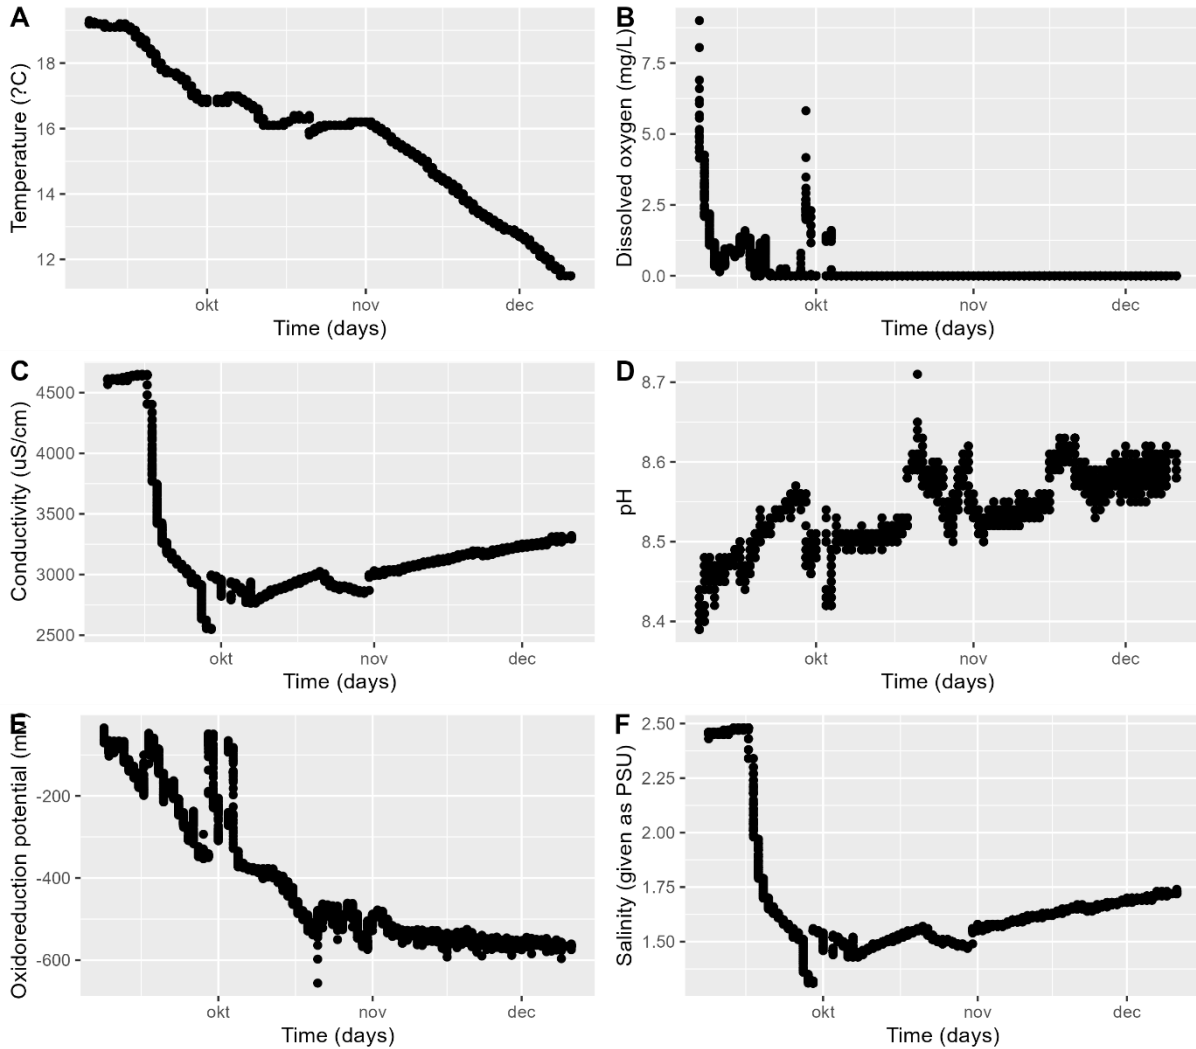 A
Temperature (?C)
18
16
14
12
okt
nov
dec
Time (days)
B
Dissolved oxygen (mg/L)
7.5
5.0
2.5
0.0
okt
nov
dec
Time (days)
C
Conductivity (uS/cm)
4500
4000
3500
3000
2500
okt
nov
dec
Time (days)
D
pH
8.7
8.6
8.5
8.4
okt
nov
dec
Time (days)
E
Oxidoreduction potential (mM)
-200
-400
-600
okt
nov
dec
Time (days)
F
Salinity (given as PSU)
2.50
2.25
2.00
1.75
1.50
okt
nov
dec
Time (days)